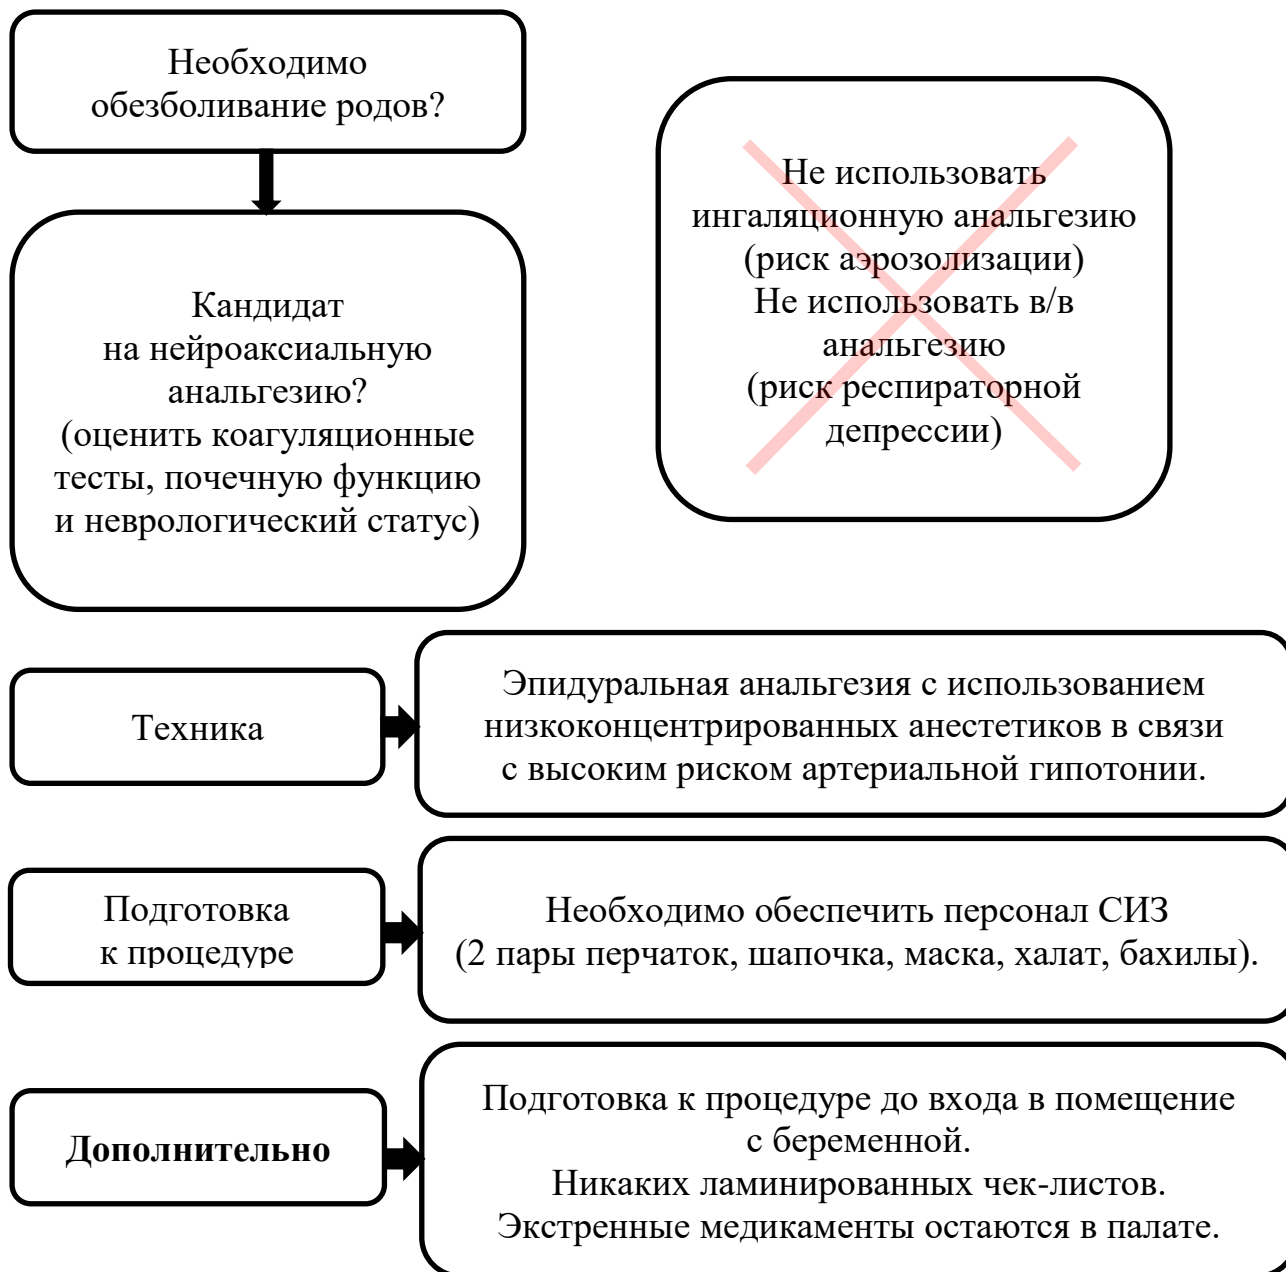 Необходимо
обезболивание родов?
Не использовать
ингаляционную анальгезию
(риск аэрозолизации)
Не использовать в/в
анальгезию
(риск респираторной
депрессии)
Кандидат
на нейроаксиальную
анальгезию?
(оценить коагуляционные
тесты, почечную функцию
и неврологический статус)
Техника
Эпидуральная анальгезия с использованием
низкоконцентрированных анестетиков в связи
с высоким риском артериальной гипотонии.
Подготовка
к процедуре
Необходимо обеспечить персонал СИЗ
(2 пары перчаток, шапочка, маска, халат, бахилы).
Дополнительно
Подготовка к процедуре до входа в помещение
с беременной.
Никаких ламинированных чек-листов.
Экстренные медикаменты остаются в палате.